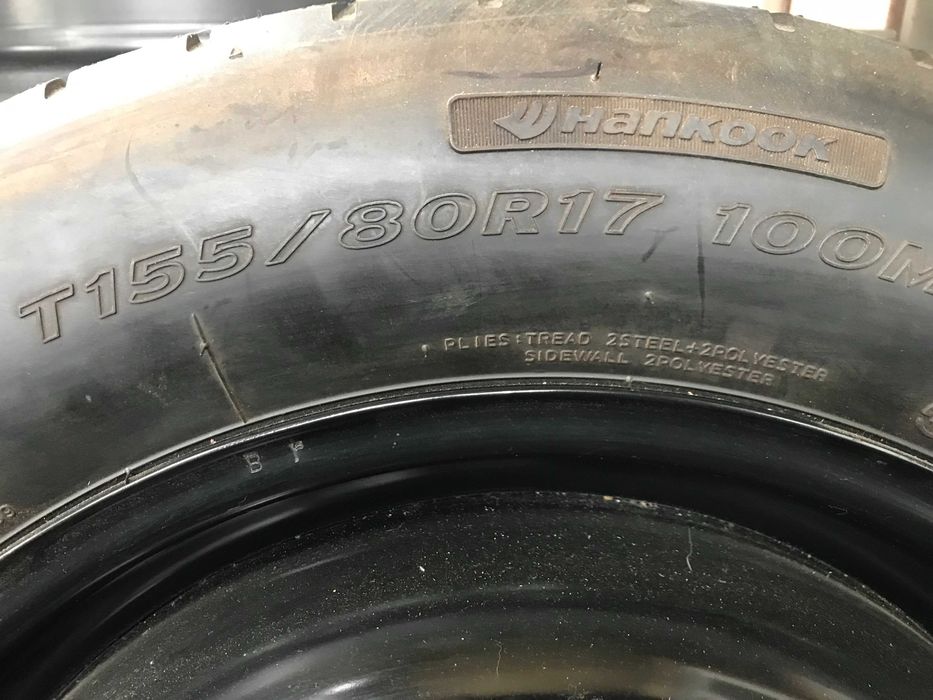 Hankook
T155/80R17 100M
PLIES:TREAD 2STEEL+2POLYESTER
SIDEWALL 2POLYESTER
B F